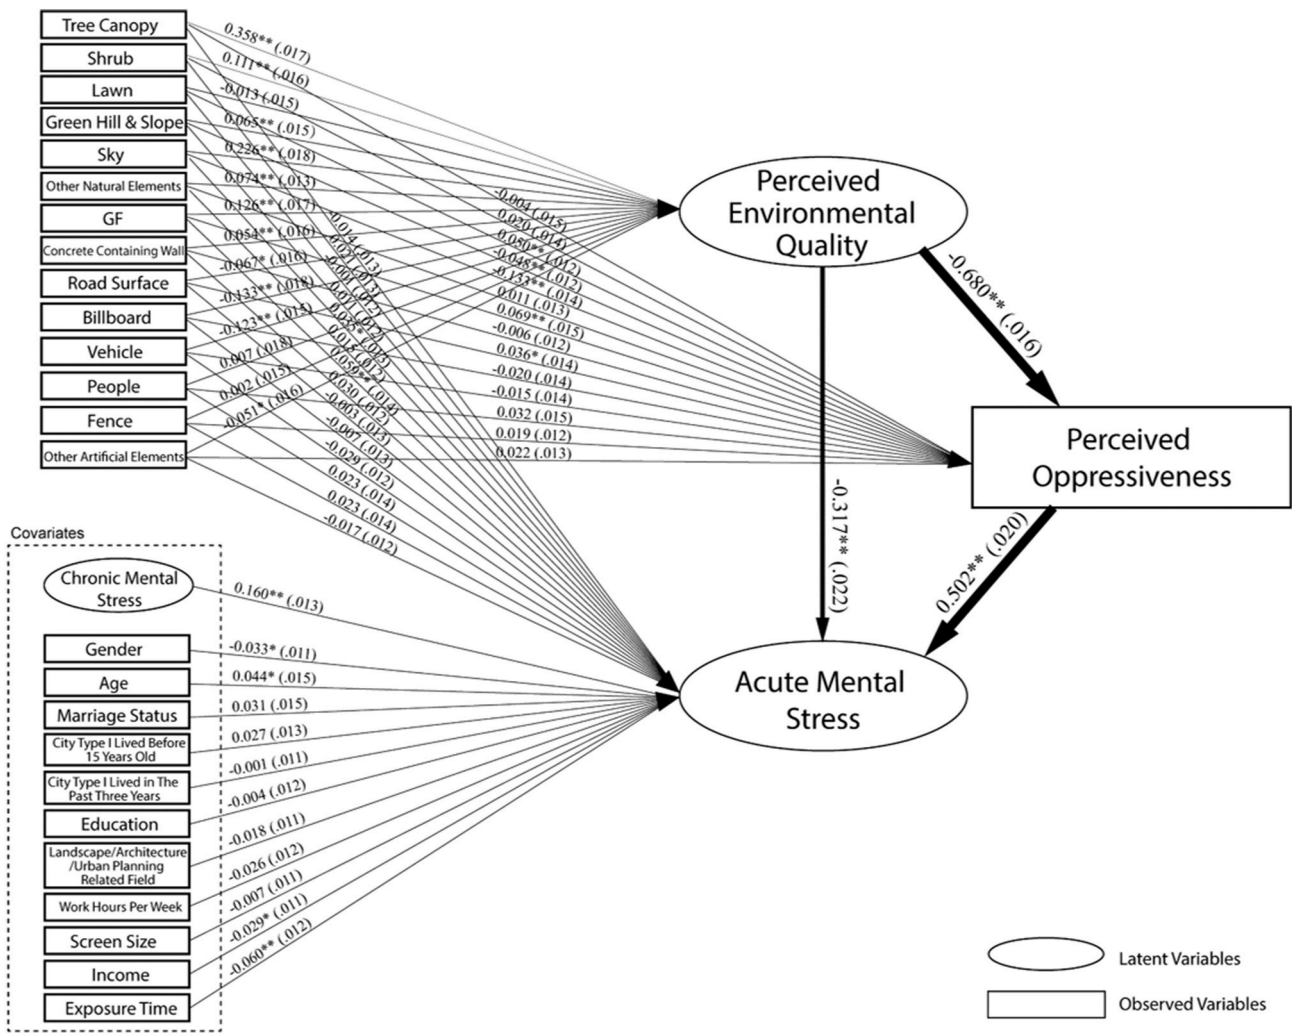 Tree Canopy
Shrub
Lawn
Green Hill & Slope
Sky
Other Natural Elements
GF
Concrete Containing Wall
Road Surface
Billboard
Vehicle
People
Fence
Other Artificial Elements
0.358** (.017)
0.111** (.016)
-0.013 (.015)
0.065** (.015)
0.226** (.018)
0.074** (.013)
0.126** (.017)
0.054** (.016)
-0.067* (.016)
-0.133** (.018)
-0.123** (.015)
0.007 (.018)
0.002 (.015)
-0.051* (.016)
-0.004 (.015)
0.020 (.014)
0.050** (.012)
-0.048** (.012)
-0.133** (.014)
0.011 (.013)
0.069** (.015)
-0.006 (.012)
0.036* (.014)
-0.020 (.014)
-0.015 (.014)
0.032 (.015)
0.019 (.012)
0.022 (.013)
-0.014 (.013)
0.059** (.014)
0.030 (.012)
-0.003 (.013)
-0.007 (.013)
-0.029 (.012)
0.023 (.014)
0.023 (.014)
-0.017 (.012)
Perceived
Environmental
Quality
-0.680** (.016)
Perceived
Oppressiveness
-0.317** (.022)
0.502** (.020)
Acute Mental
Stress
Covariates
Chronic Mental
Stress
Gender
Age
Marriage Status
City Type I Lived Before
15 Years Old
City Type I Lived in The
Past Three Years
Education
Landscape/Architecture
/Urban Planning
Related Field
Work Hours Per Week
Screen Size
Income
Exposure Time
0.160** (.013)
-0.033* (.011)
0.044* (.015)
0.031 (.015)
0.027 (.013)
-0.001 (.011)
-0.004 (.012)
-0.018 (.011)
-0.026 (.012)
-0.007 (.011)
-0.029* (.011)
-0.060** (.012)
Latent Variables
Observed Variables